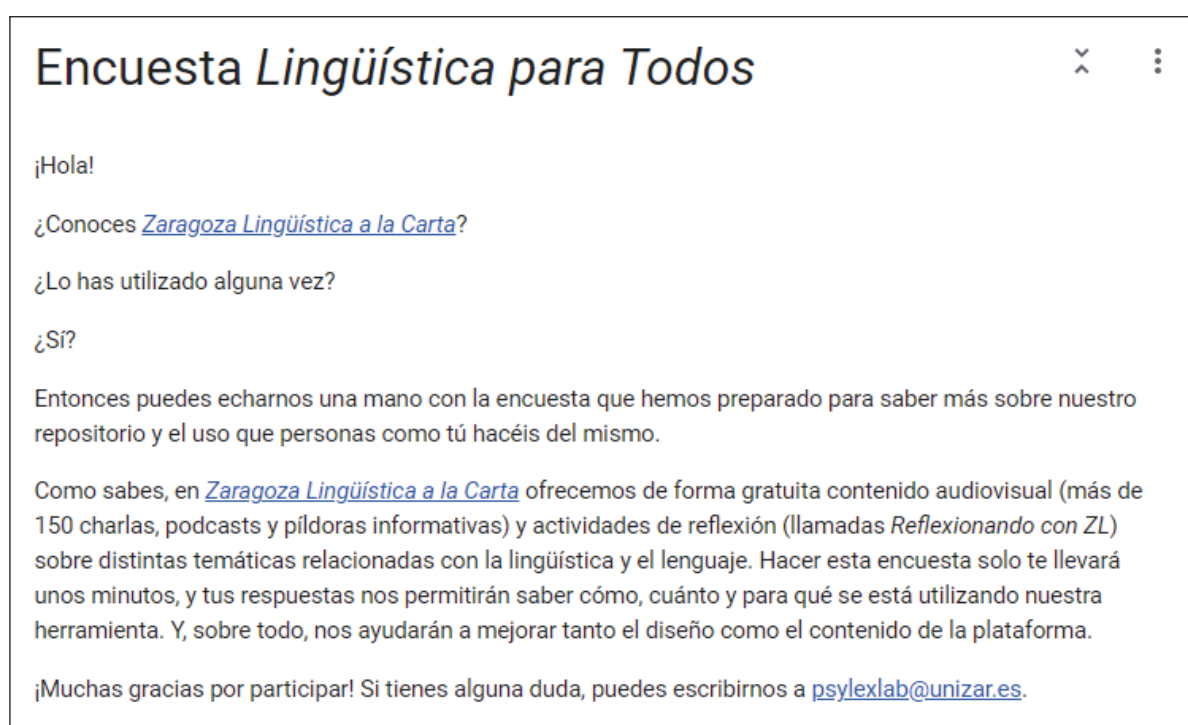 Encuesta Lingüística para Todos
¡Hola!
¿Conoces Zaragoza Lingüística a la Carta?
¿Lo has utilizado alguna vez?
¿Sí?
Entonces puedes echarnos una mano con la encuesta que hemos preparado para saber más sobre nuestro
repositorio y el uso que personas como tú hacéis del mismo.
Como sabes, en Zaragoza Lingüística a la Carta ofrecemos de forma gratuita contenido audiovisual (más de
150 charlas, podcasts y píldoras informativas) y actividades de reflexión (llamadas Reflexionando con ZL)
sobre distintas temáticas relacionadas con la lingüística y el lenguaje. Hacer esta encuesta solo te llevará
unos minutos, y tus respuestas nos permitirán saber cómo, cuánto y para qué se está utilizando nuestra
herramienta. Y, sobre todo, nos ayudarán a mejorar tanto el diseño como el contenido de la plataforma.
¡Muchas gracias por participar! Si tienes alguna duda, puedes escribirnos a psylexlab@unizar.es.